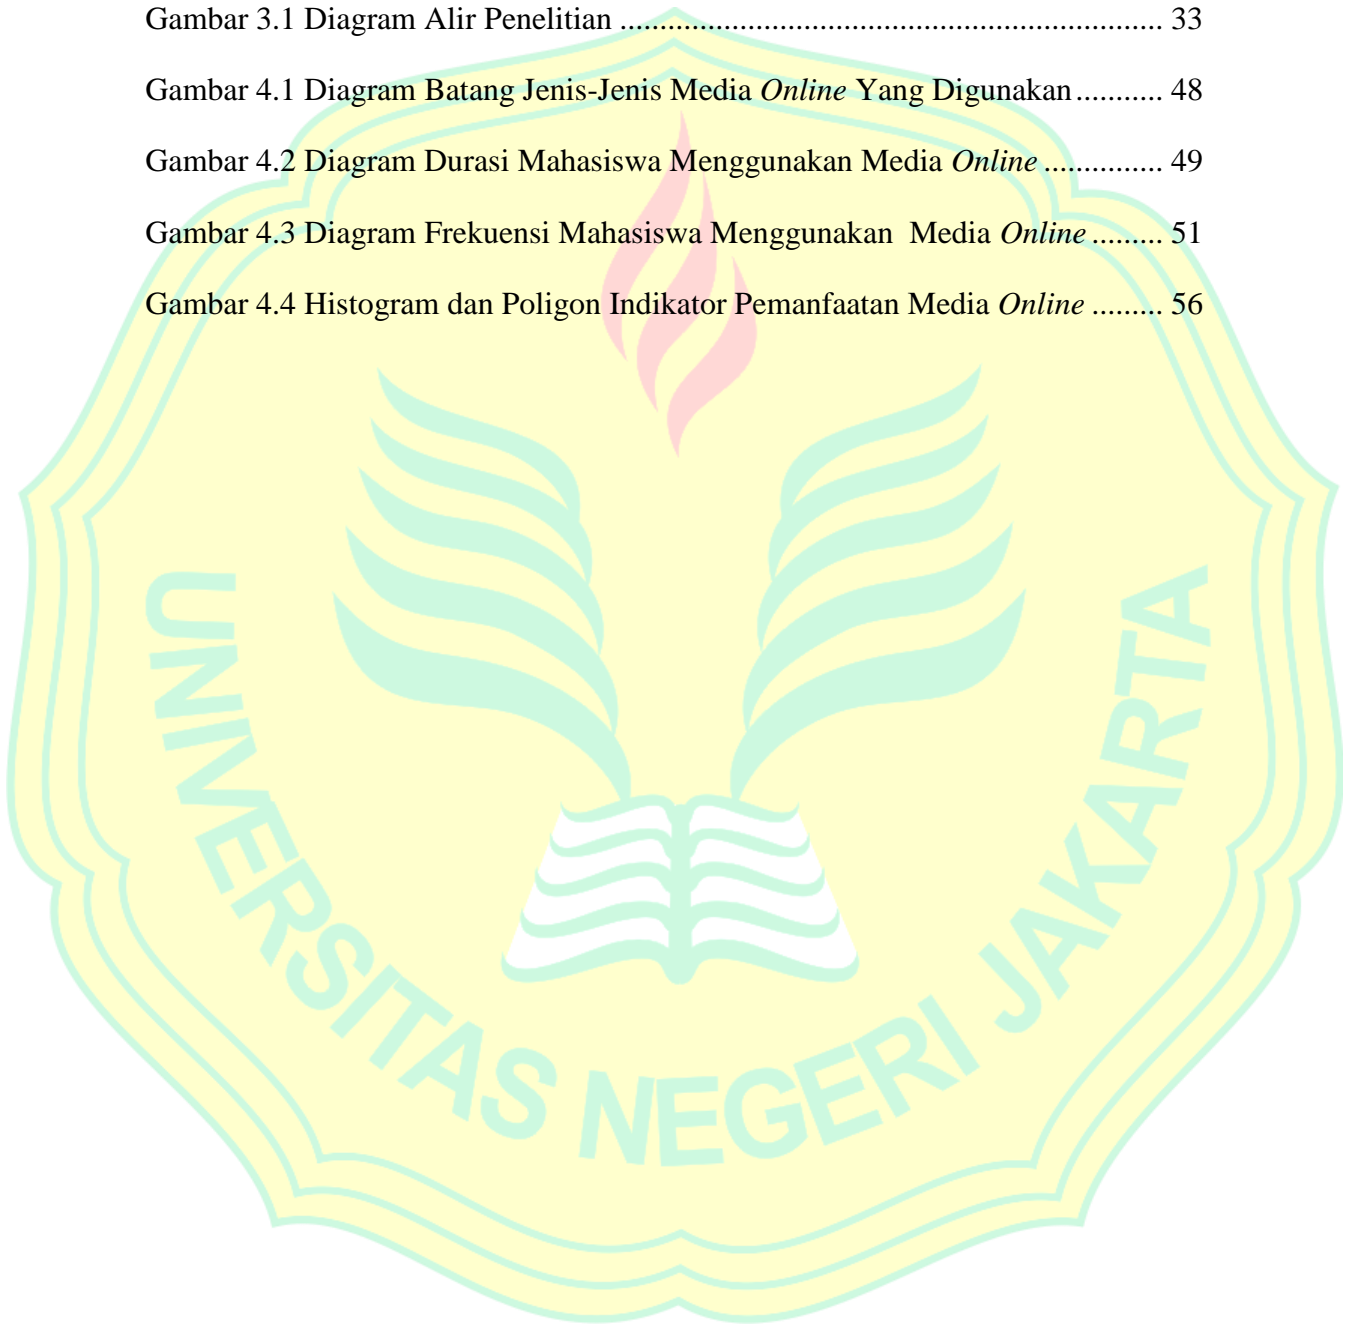 Gambar 3.1 Diagram Alir Penelitian .................................................................... 33
Gambar 4.1 Diagram Batang Jenis-Jenis Media Online Yang Digunakan ........... 48
Gambar 4.2 Diagram Durasi Mahasiswa Menggunakan Media Online ............... 49
Gambar 4.3 Diagram Frekuensi Mahasiswa Menggunakan  Media Online ......... 51
Gambar 4.4 Histogram dan Poligon Indikator Pemanfaatan Media Online ......... 56
UNIVERSITAS NEGERI JAKARTA